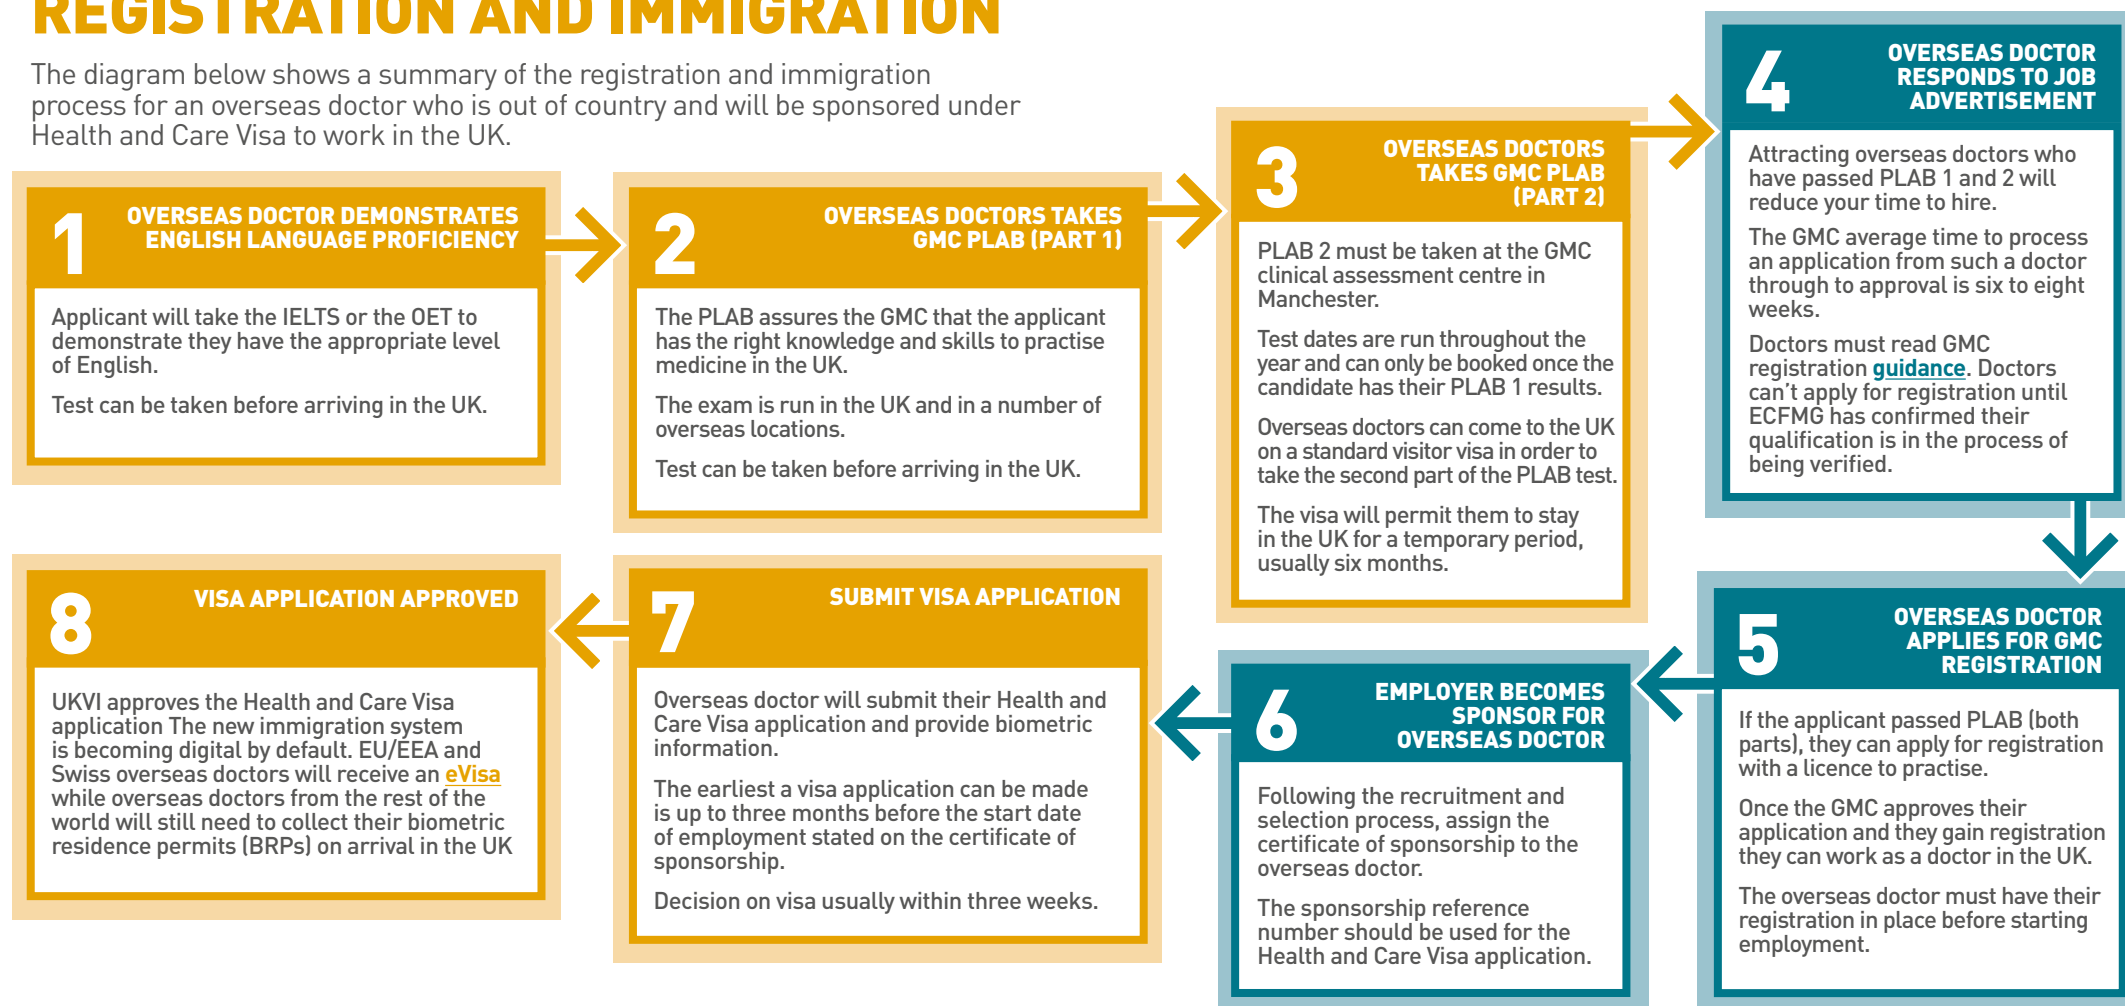 REGISTRATION AND IMMIGRATION
The diagram below shows a summary of the registration and immigration
process for an overseas doctor who is out of country and will be sponsored under
Health and Care Visa to work in the UK.
1
OVERSEAS DOCTOR DEMONSTRATES
ENGLISH LANGUAGE PROFICIENCY
Applicant will take the IELTS or the OET to
demonstrate they have the appropriate level
of English.
Test can be taken before arriving in the UK.
2
OVERSEAS DOCTORS TAKES
GMC PLAB (PART 1)
The PLAB assures the GMC that the applicant
has the right knowledge and skills to practise
medicine in the UK.
The exam is run in the UK and in a number of
overseas locations.
Test can be taken before arriving in the UK.
3
OVERSEAS DOCTORS
TAKES GMC PLAB
(PART 2)
PLAB 2 must be taken at the GMC
clinical assessment centre in
Manchester.
Test dates are run throughout the
year and can only be booked once the
candidate has their PLAB 1 results.
Overseas doctors can come to the UK
on a standard visitor visa in order to
take the second part of the PLAB test.
The visa will permit them to stay
in the UK for a temporary period,
usually six months.
4
OVERSEAS DOCTOR
RESPONDS TO JOB
ADVERTISEMENT
Attracting overseas doctors who
have passed PLAB 1 and 2 will
reduce your time to hire.
The GMC average time to process
an application from such a doctor
through to approval is six to eight
weeks.
Doctors must read GMC
registration guidance. Doctors
can't apply for registration until
ECFMG has confirmed their
qualification is in the process of
being verified.
5
OVERSEAS DOCTOR
APPLIES FOR GMC
REGISTRATION
If the applicant passed PLAB (both
parts), they can apply for registration
with a licence to practise.
Once the GMC approves their
application and they gain registration
they can work as a doctor in the UK.
The overseas doctor must have their
registration in place before starting
employment.
6
EMPLOYER BECOMES
SPONSOR FOR
OVERSEAS DOCTOR
Following the recruitment and
selection process, assign the
certificate of sponsorship to the
overseas doctor.
The sponsorship reference
number should be used for the
Health and Care Visa application.
7
SUBMIT VISA APPLICATION
Overseas doctor will submit their Health and
Care Visa application and provide biometric
information.
The earliest a visa application can be made
is up to three months before the start date
of employment stated on the certificate of
sponsorship.
Decision on visa usually within three weeks.
8
VISA APPLICATION APPROVED
UKVI approves the Health and Care Visa
application The new immigration system
is becoming digital by default. EU/EEA and
Swiss overseas doctors will receive an eVisa
while overseas doctors from the rest of the
world will still need to collect their biometric
residence permits (BRPs) on arrival in the UK